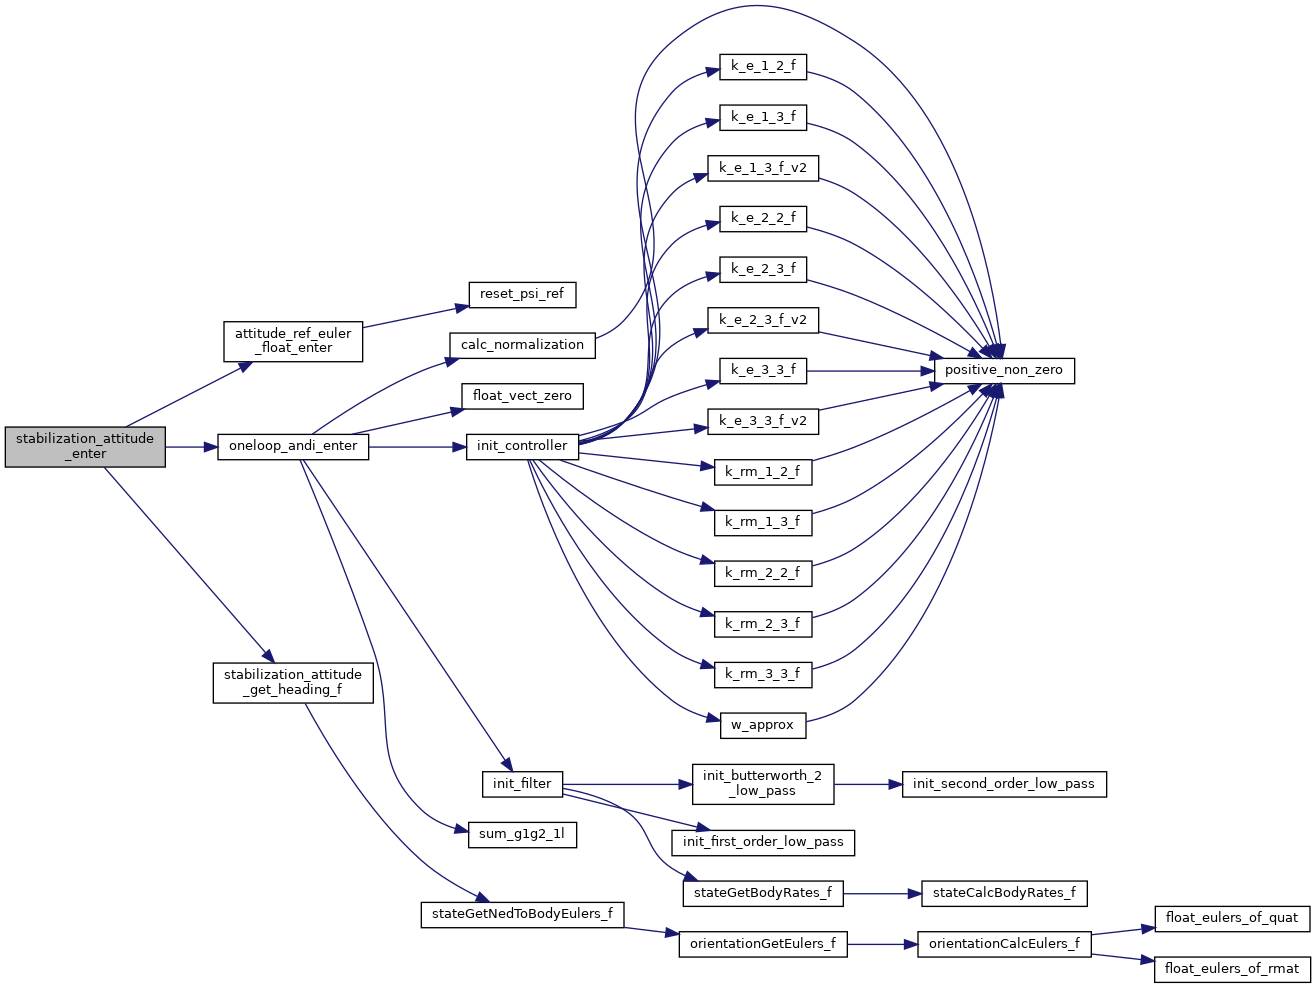 stabilization_attitude
_enter
attitude_ref_euler
_float_enter
reset_psi_ref
oneloop_andi_enter
calc_normalization
float_vect_zero
init_controller
k_e_1_2_f
k_e_1_3_f
k_e_1_3_f_v2
k_e_2_2_f
k_e_2_3_f
k_e_2_3_f_v2
k_e_3_3_f
k_e_3_3_f_v2
k_rm_1_2_f
k_rm_1_3_f
k_rm_2_2_f
k_rm_2_3_f
k_rm_3_3_f
w_approx
positive_non_zero
init_filter
init_butterworth_2
_low_pass
init_second_order_low_pass
init_first_order_low_pass
stateGetBodyRates_f
stateCalcBodyRates_f
sum_g1g2_1l
stabilization_attitude
_get_heading_f
stateGetNedToBodyEulers_f
orientationGetEulers_f
orientationCalcEulers_f
float_eulers_of_quat
float_eulers_of_rmat